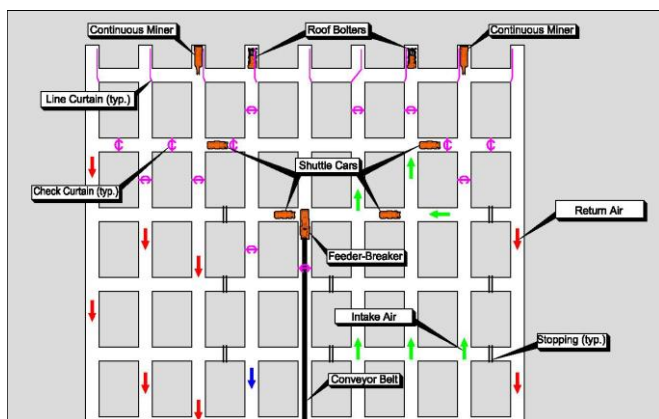 Continuous Miner
Roof Bolters
Continuous Miner
Line Curtain (typ.)
Shuttle Cars
Check Curtain (typ.)
Return Air
Feeder-Breaker
Intake Air
Stopping (typ.)
Conveyor Belt